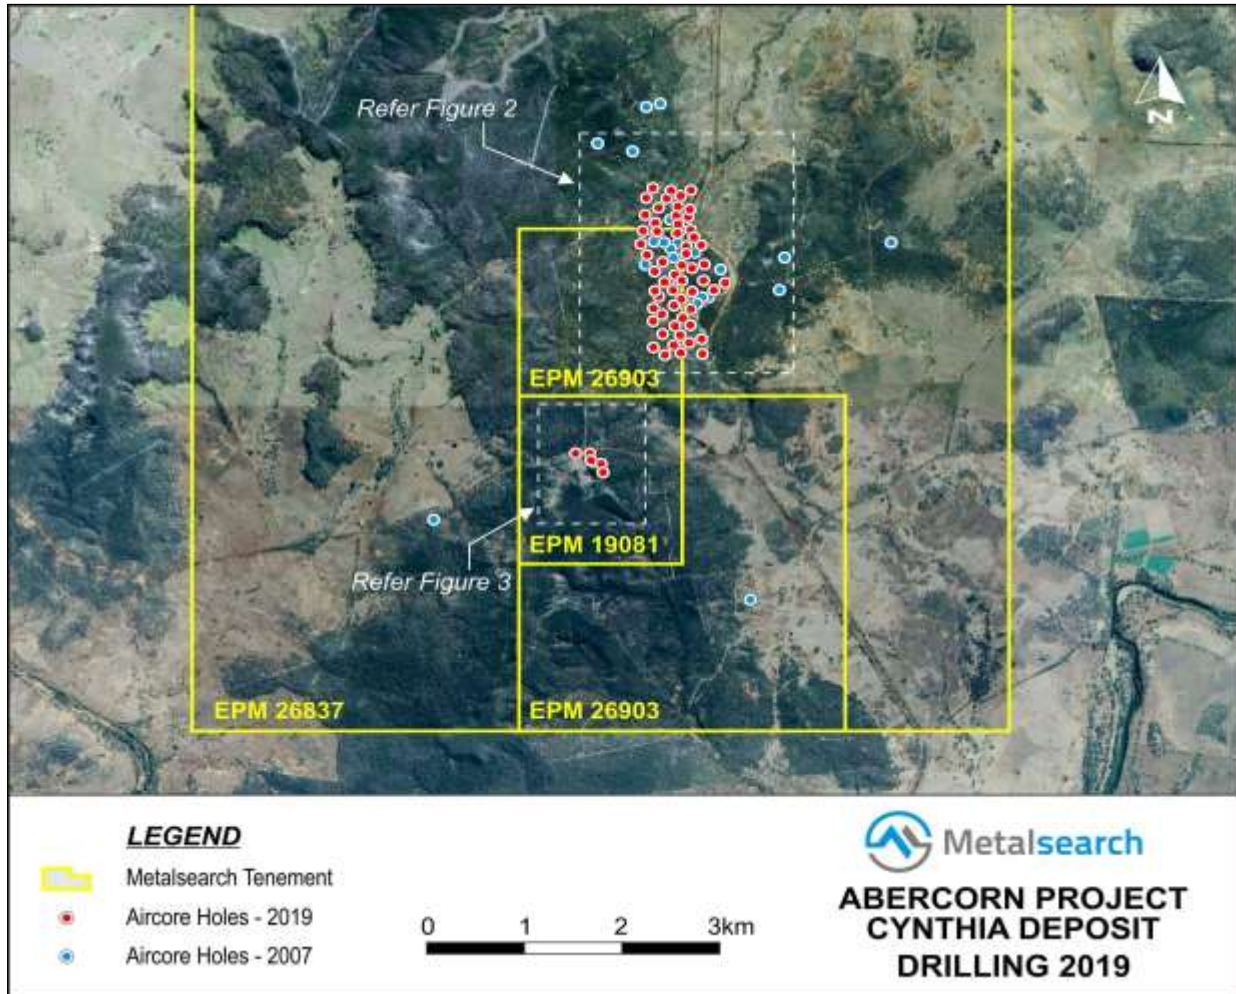 Refer Figure 2
N
EPM 26903
EPM 19081
Refer Figure 3
EPM 26837
EPM 26903
LEGEND
Metalsearch Tenement
Aircore Holes - 2019
Aircore Holes - 2007
0 1 2 3km
Metalsearch
ABERCORN PROJECT
CYNTHIA DEPOSIT
DRILLING 2019